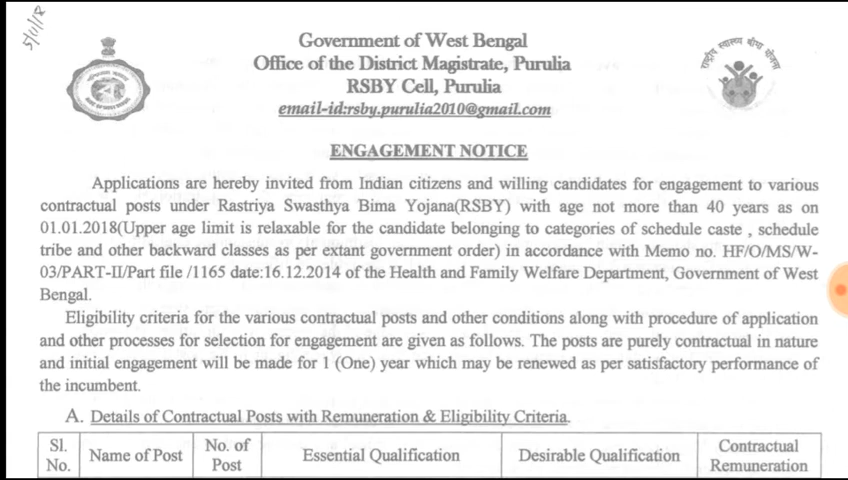 5/01/18
Government of West Bengal
Office of the District Magistrate, Purulia
RSBY Cell, Purulia
email-id:rsby.purulia2010@gmail.com
राष्ट्रीय स्वास्थ्य बीमा योजना
ENGAGEMENT NOTICE
Applications are hereby invited from Indian citizens and willing candidates for engagement to various
contractual posts under Rastriya Swasthya Bima Yojana(RSBY) with age not more than 40 years as on
01.01.2018(Upper age limit is relaxable for the candidate belonging to categories of schedule caste , schedule
tribe and other backward classes as per extant government order) in accordance with Memo no. HF/O/MS/W-
03/PART-II/Part file /1165 date:16.12.2014 of the Health and Family Welfare Department, Government of West
Bengal.
Eligibility criteria for the various contractual posts and other conditions along with procedure of application
and other processes for selection for engagement are given as follows. The posts are purely contractual in nature
and initial engagement will be made for 1 (One) year which may be renewed as per satisfactory performance of
the incumbent.
A. Details of Contractual Posts with Remuneration & Eligibility Criteria.
Sl. No. Name of Post No. of Post Essential Qualification Desirable Qualification Contractual Remuneration